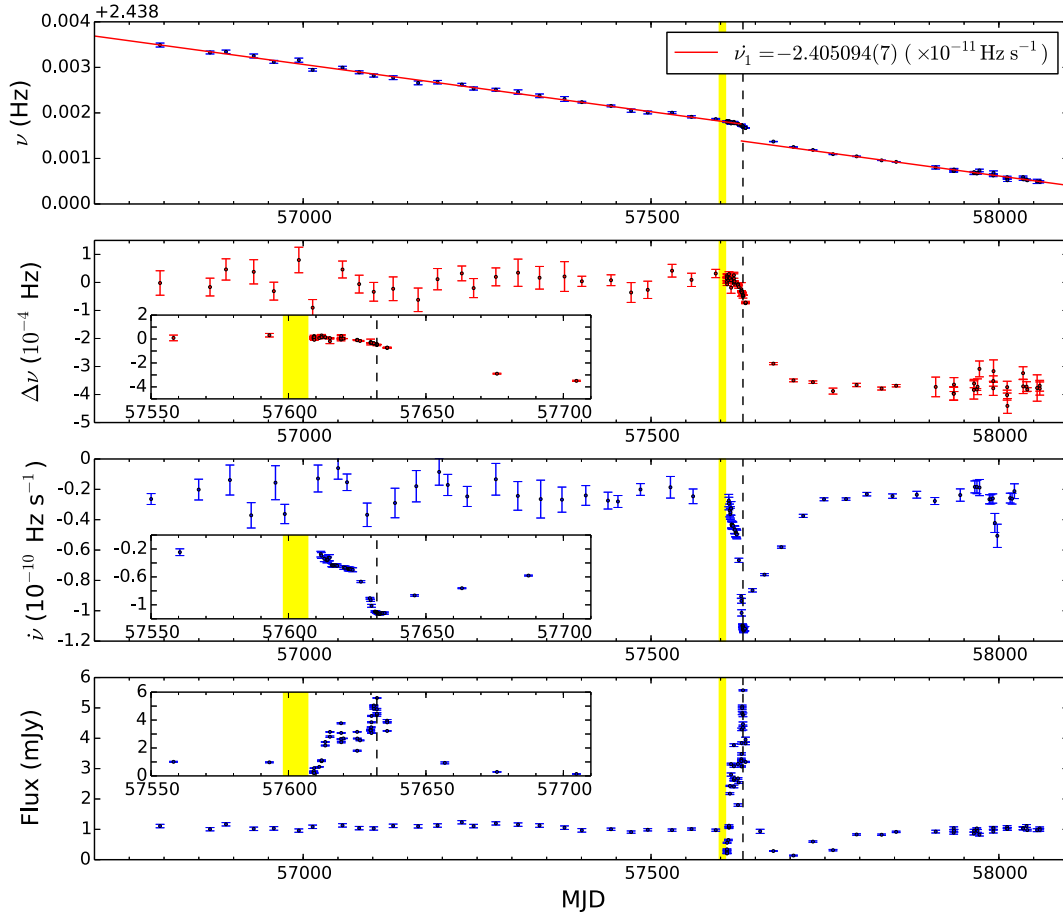 +2.438
0.004
0.003
0.002
0.001
0.000
ν (Hz)
ν̇₁ = −2.405094(7) (×10⁻¹¹ Hz s⁻¹)
57000 57500 58000
1
0
-1
-2
-3
-4
-5
Δν (10⁻⁴ Hz)
2
0
-2
-4
57550 57600 57650 57700
57000 57500 58000
0
-0.2
-0.4
-0.6
-0.8
-1
-1.2
ν̇ (10⁻¹⁰ Hz s⁻¹)
-0.2
-0.6
-1
57550 57600 57650 57700
57000 57500 58000
6
5
4
3
2
1
0
Flux (mJy)
6
4
2
0
57550 57600 57650 57700
57000 57500 58000
MJD